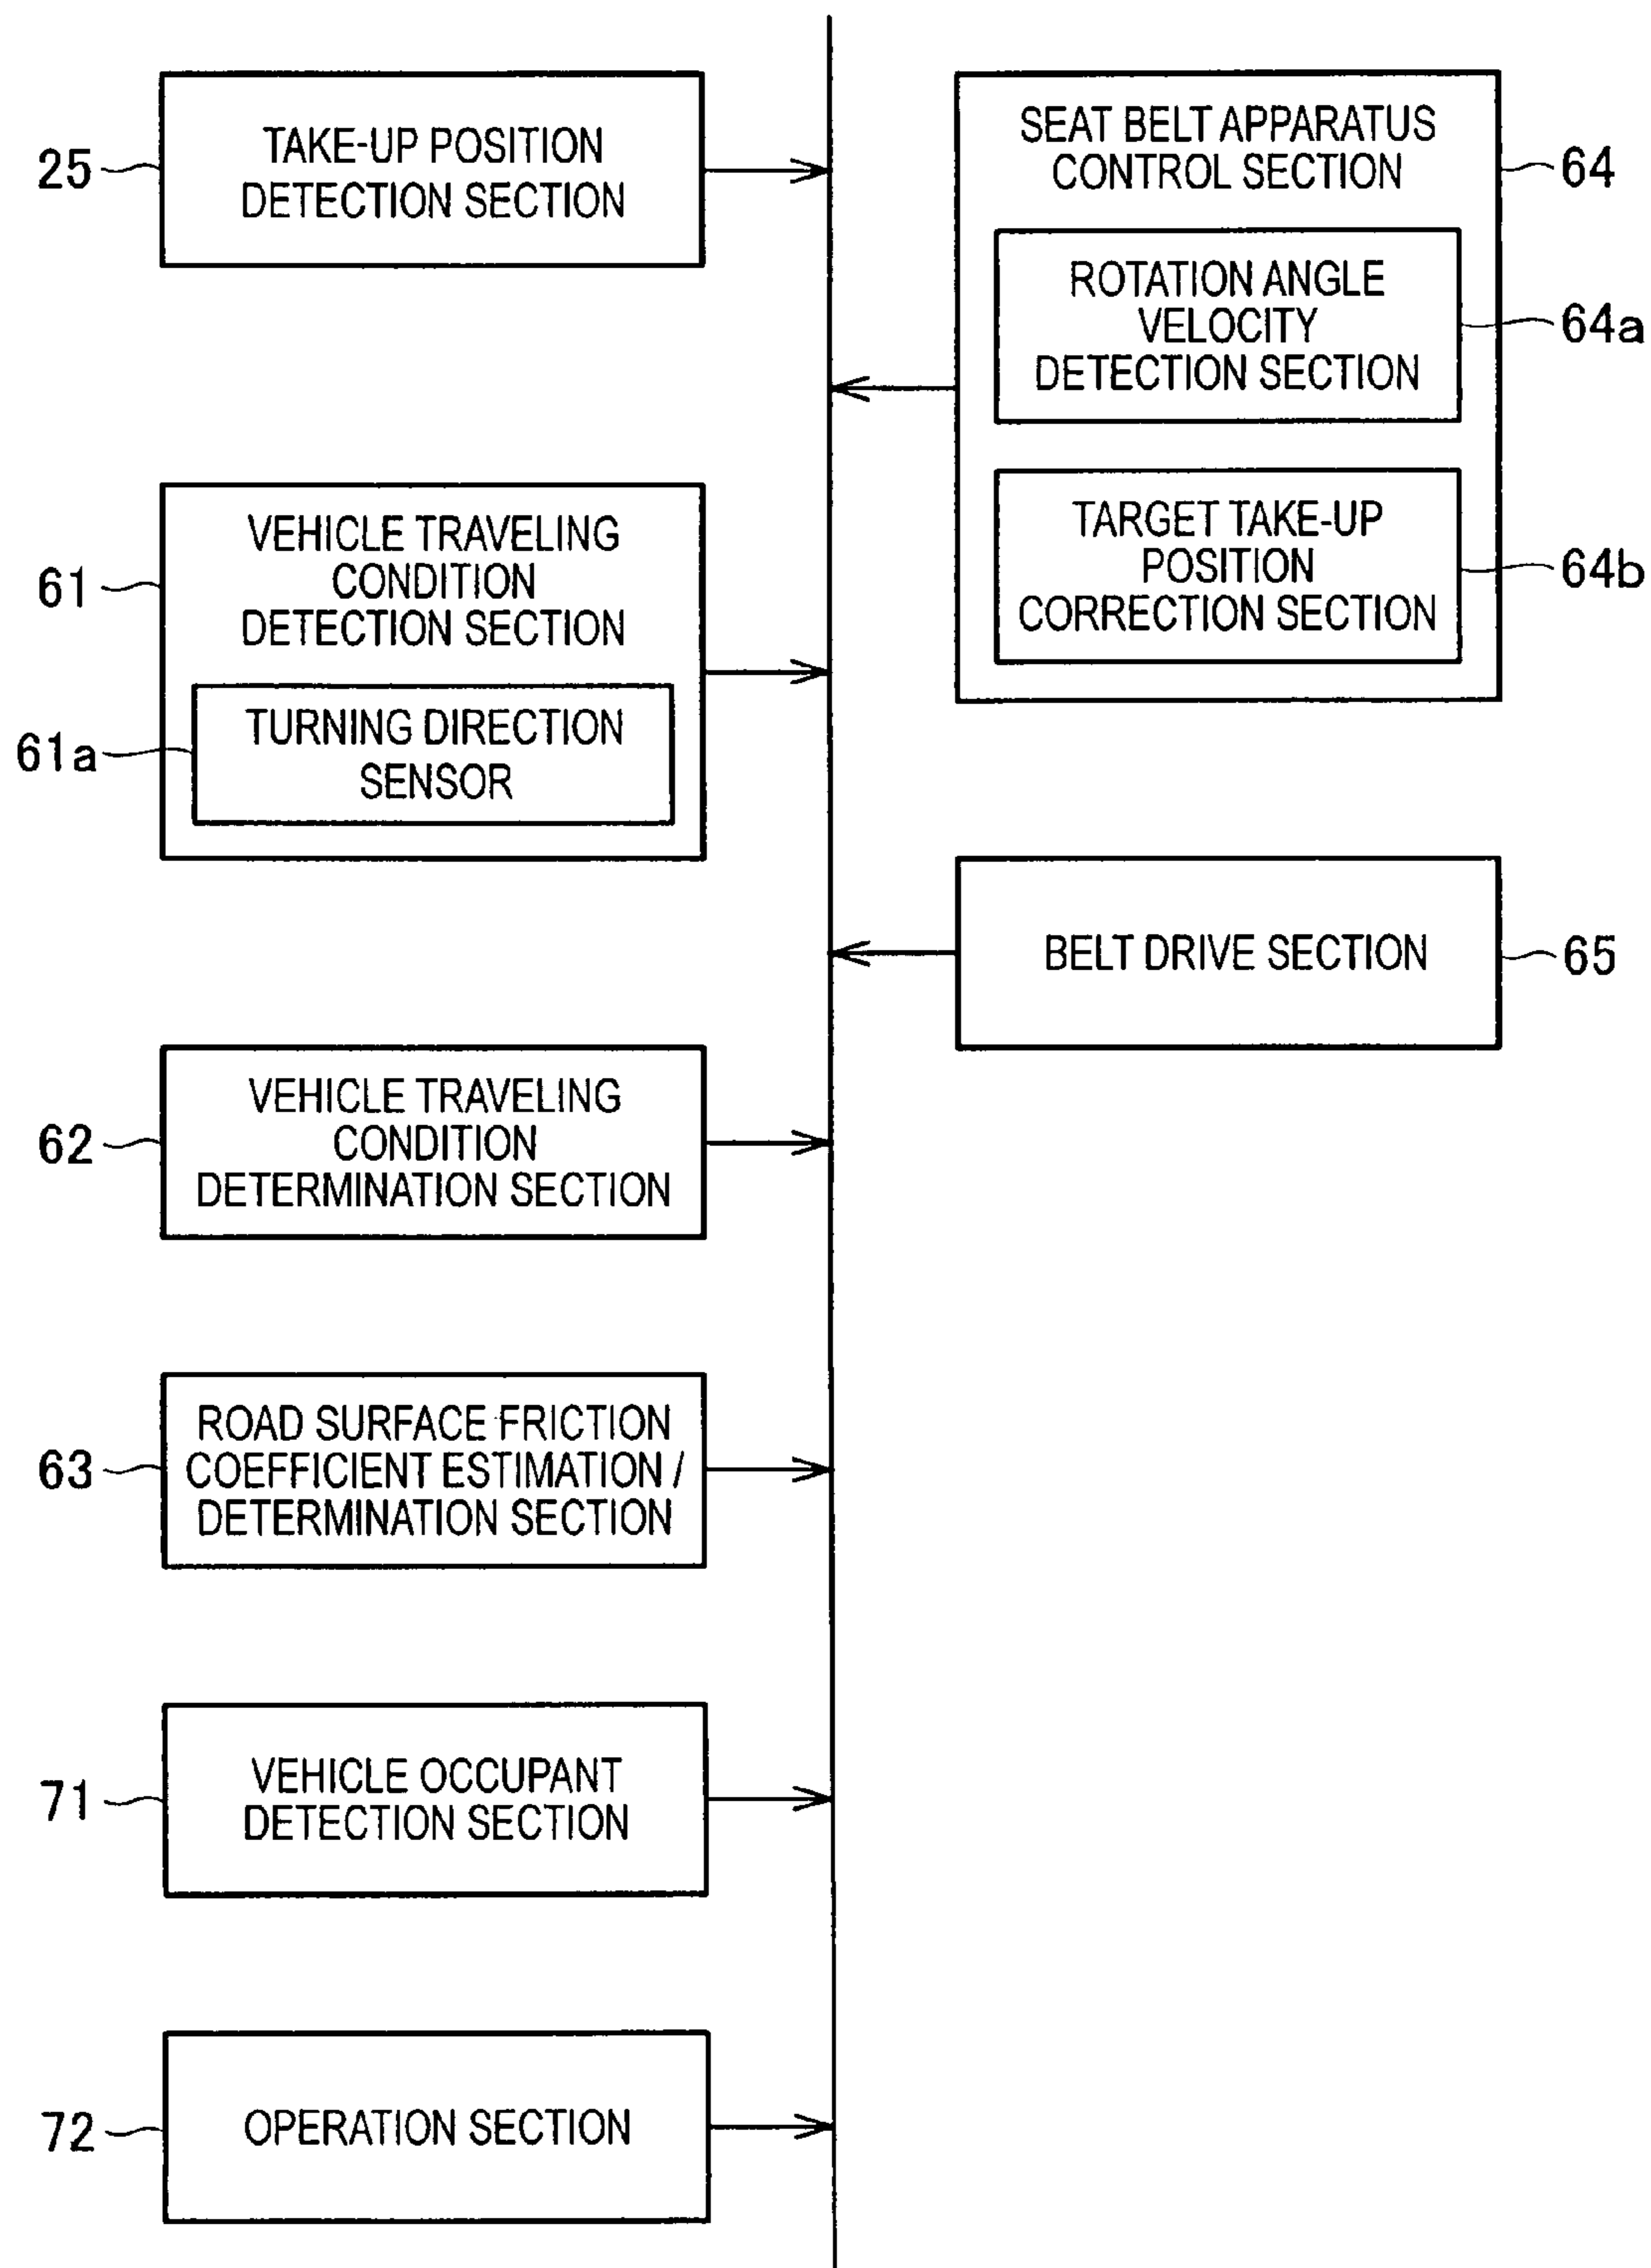 25
TAKE-UP POSITION
DETECTION SECTION
61
VEHICLE TRAVELING
CONDITION
DETECTION SECTION
61a
TURNING DIRECTION
SENSOR
62
VEHICLE TRAVELING
CONDITION
DETERMINATION SECTION
63
ROAD SURFACE FRICTION
COEFFICIENT ESTIMATION /
DETERMINATION SECTION
71
VEHICLE OCCUPANT
DETECTION SECTION
72
OPERATION SECTION
SEAT BELT APPARATUS
CONTROL SECTION
64
ROTATION ANGLE
VELOCITY
DETECTION SECTION
64a
TARGET TAKE-UP
POSITION
CORRECTION SECTION
64b
BELT DRIVE SECTION
65